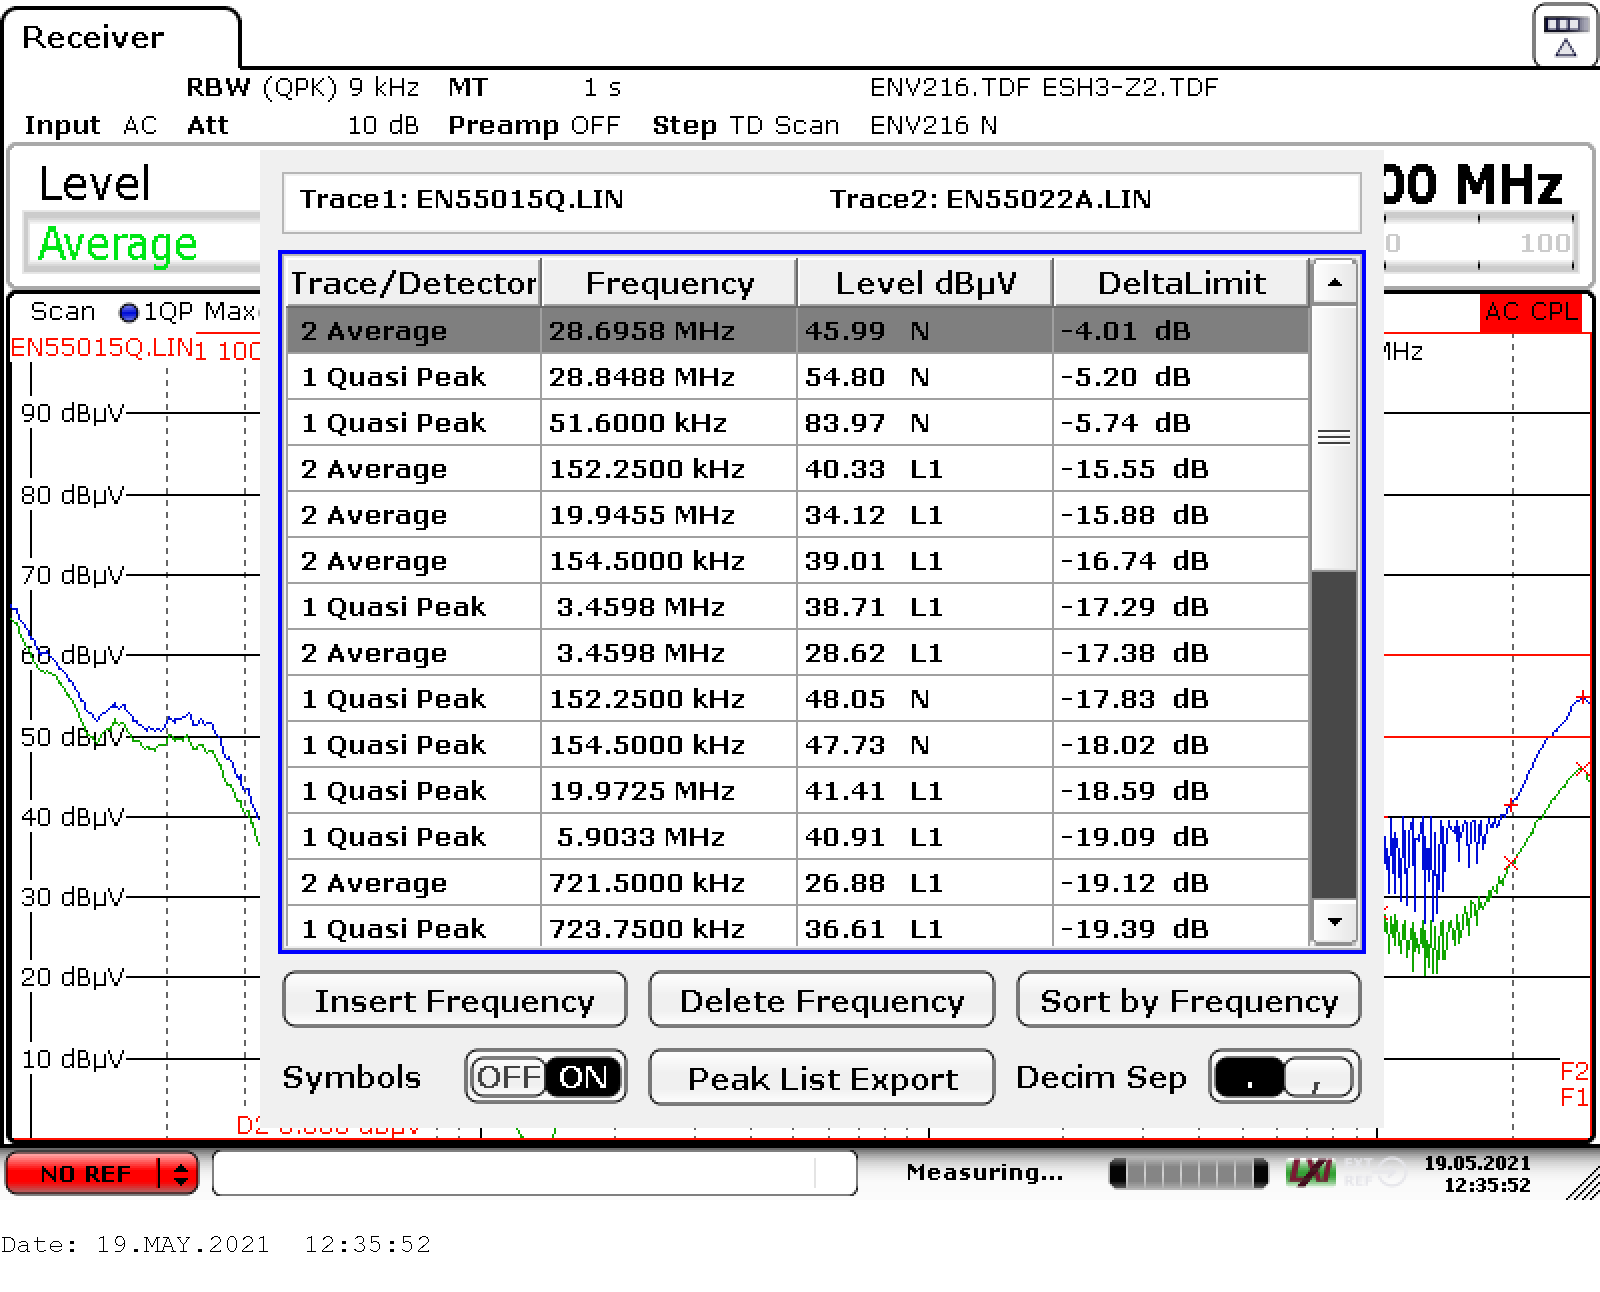 Receiver
RBW (QPK) 9 kHz MT 1 s ENV216.TDF ESH3-Z2.TDF
Input AC Att 10 dB Preamp OFF Step TD Scan ENV216 N
Level 00 MHz
Average 0 100
Trace1: EN55015Q.LIN Trace2: EN55022A.LIN
Trace/Detector Frequency Level dBµV DeltaLimit
Scan 1QP Max AC CPL
2 Average 28.6958 MHz 45.99 N -4.01 dB
EN55015Q.LIN 1 100 MHz
1 Quasi Peak 28.8488 MHz 54.80 N -5.20 dB
90 dBµV
1 Quasi Peak 51.6000 kHz 83.97 N -5.74 dB
2 Average 152.2500 kHz 40.33 L1 -15.55 dB
80 dBµV
2 Average 19.9455 MHz 34.12 L1 -15.88 dB
2 Average 154.5000 kHz 39.01 L1 -16.74 dB
70 dBµV
1 Quasi Peak 3.4598 MHz 38.71 L1 -17.29 dB
2 Average 3.4598 MHz 28.62 L1 -17.38 dB
60 dBµV
1 Quasi Peak 152.2500 kHz 48.05 N -17.83 dB
50 dBµV
1 Quasi Peak 154.5000 kHz 47.73 N -18.02 dB
1 Quasi Peak 19.9725 MHz 41.41 L1 -18.59 dB
40 dBµV
1 Quasi Peak 5.9033 MHz 40.91 L1 -19.09 dB
2 Average 721.5000 kHz 26.88 L1 -19.12 dB
30 dBµV
1 Quasi Peak 723.7500 kHz 36.61 L1 -19.39 dB
20 dBµV
Insert Frequency Delete Frequency Sort by Frequency
10 dBµV
Symbols OFF ON Peak List Export Decim Sep . ,
F2
F1
D2
NO REF Measuring... LXI EXT REF 19.05.2021
12:35:52
Date: 19.MAY.2021 12:35:52